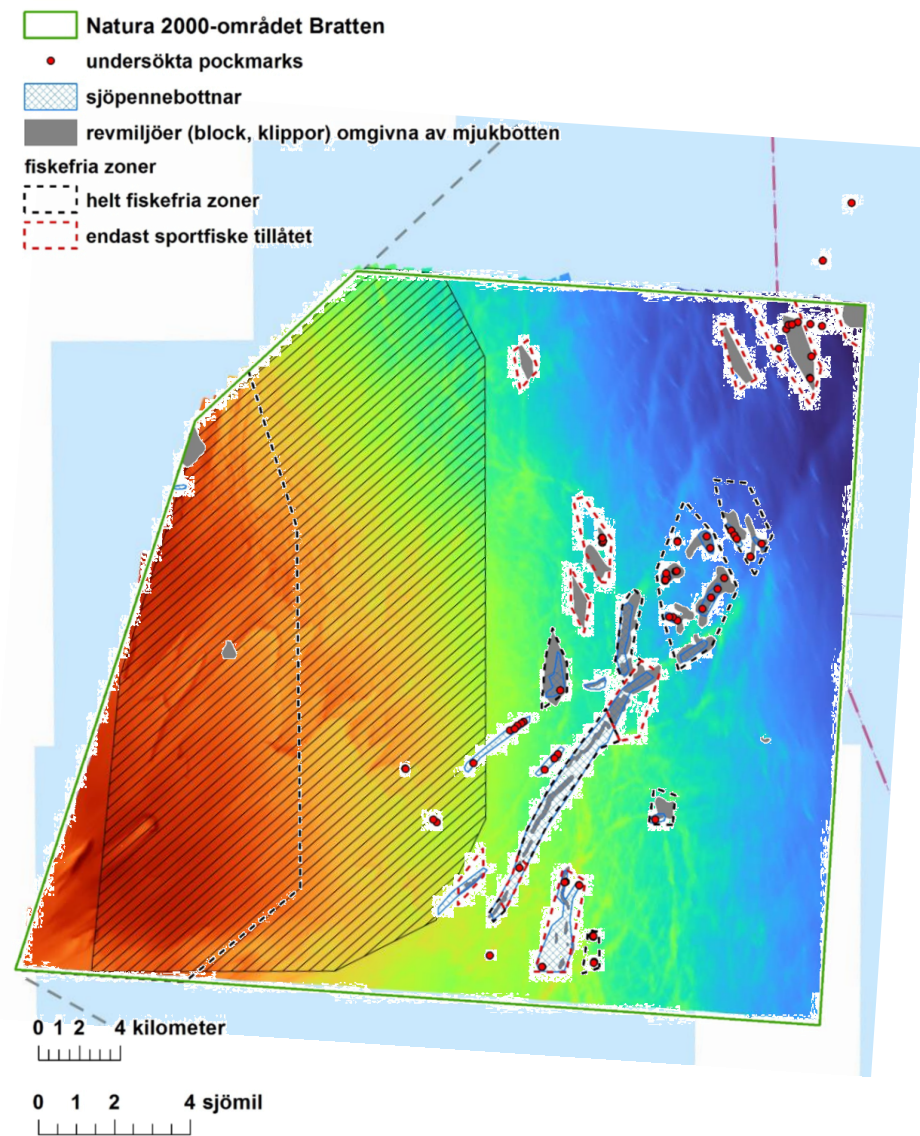 Natura 2000-området Bratten
undersökta pockmarks
sjöpennebottnar
revmiljöer (block, klippor) omgivna av mjukbotten
fiskefria zoner
helt fiskefria zoner
endast sportfiske tillåtet
0 1 2 4 kilometer
0 1 2 4 sjömil